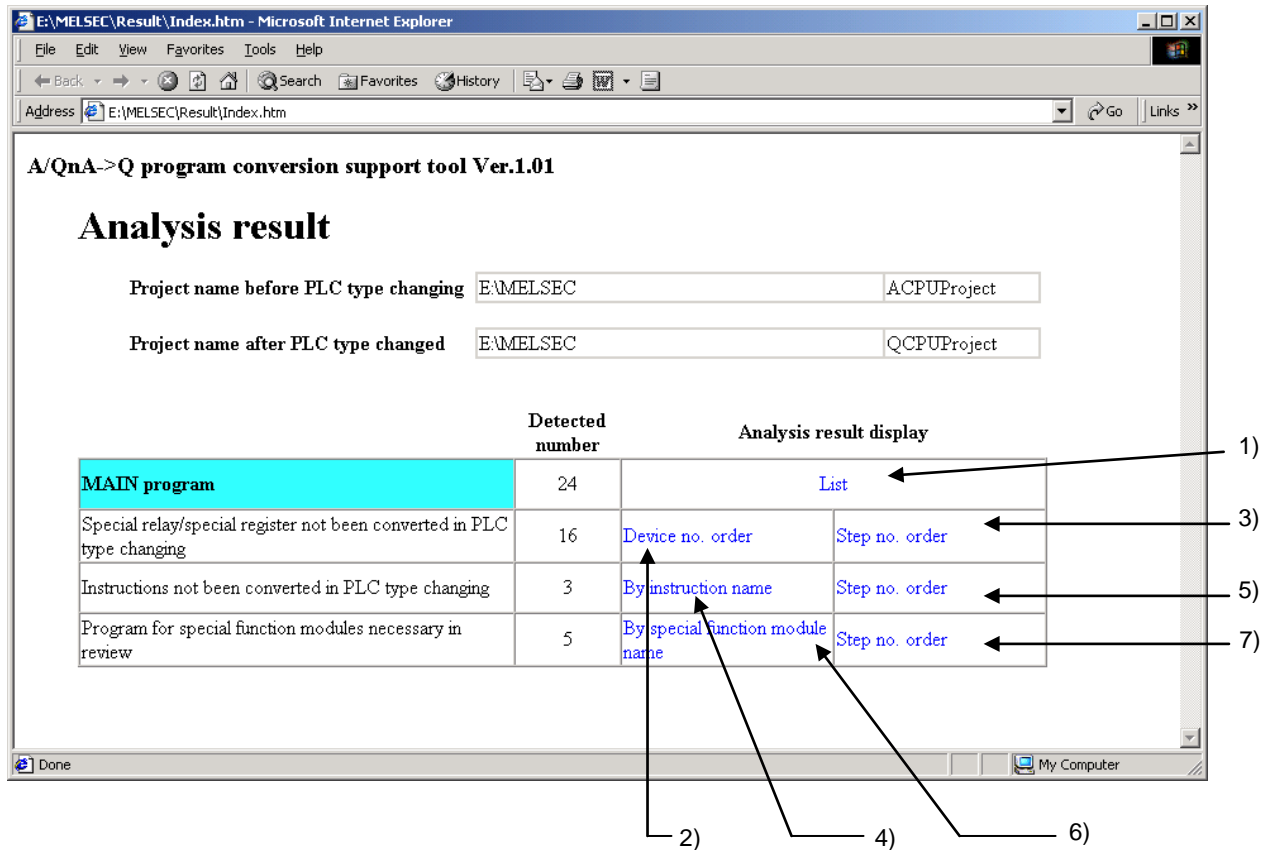 E:\MELSEC\Result\Index.htm - Microsoft Internet Explorer
File Edit View Favorites Tools Help
Back Search Favorites History
Address E:\MELSEC\Result\Index.htm Go Links »
A/QnA->Q program conversion support tool Ver.1.01
Analysis result
Project name before PLC type changing E:\MELSEC ACPUProject
Project name after PLC type changed E:\MELSEC QCPUProject
Detected
number
Analysis result display
MAIN program 24 List
1)
Special relay/special register not been converted in PLC
type changing
16 Device no. order Step no. order
3)
Instructions not been converted in PLC type changing 3 By instruction name Step no. order
5)
Program for special function modules necessary in
review
5 By special function module
name
Step no. order
7)
Done My Computer
2) 4) 6)